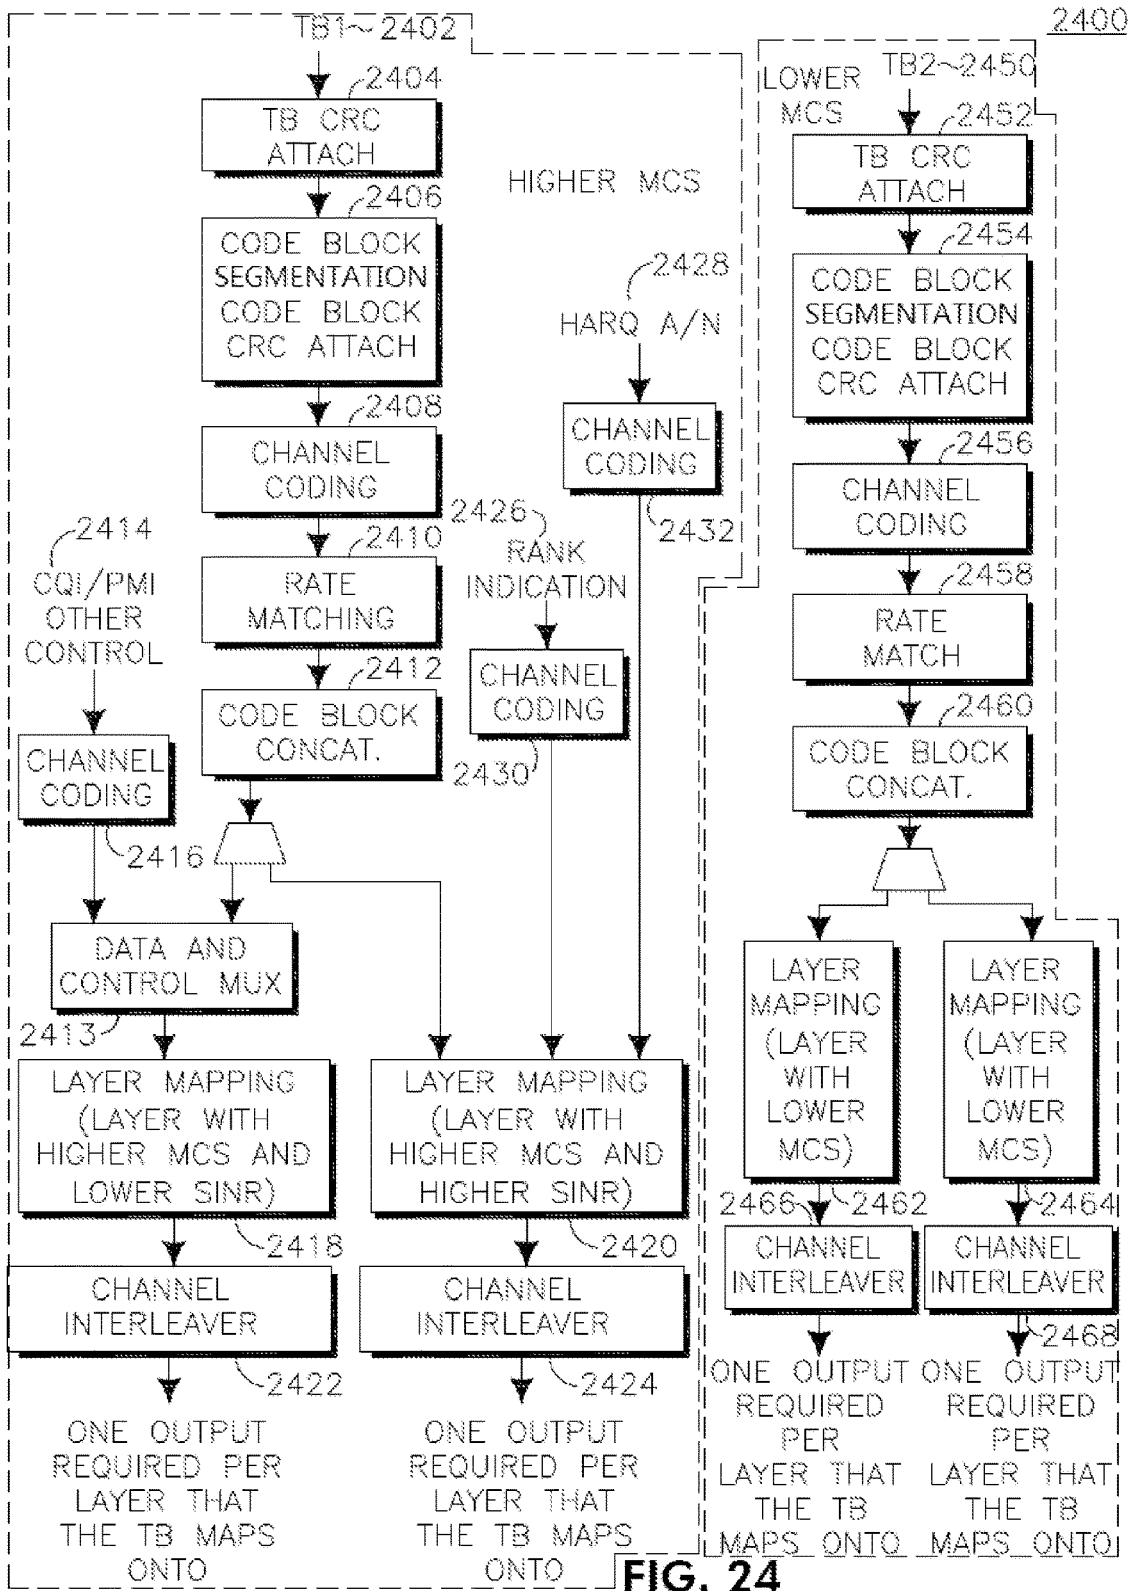 2400
TB1 2402
2404
TB CRC
ATTACH
2406
CODE BLOCK
SEGMENTATION
CODE BLOCK
CRC ATTACH
2408
CHANNEL
CODING
2410
RATE
MATCHING
2412
CODE BLOCK
CONCAT.
2414
CQI/PMI
OTHER
CONTROL
CHANNEL
CODING
2416
DATA AND
CONTROL MUX
2413
HIGHER MCS
2426
RANK
INDICATION
CHANNEL
CODING
2430
2428
HARQ A/N
CHANNEL
CODING
2432
LAYER MAPPING
(LAYER WITH
HIGHER MCS AND
LOWER SINR)
2418
CHANNEL
INTERLEAVER
2422
ONE OUTPUT
REQUIRED PER
LAYER THAT
THE TB MAPS
ONTO
LAYER MAPPING
(LAYER WITH
HIGHER MCS AND
HIGHER SINR)
2420
CHANNEL
INTERLEAVER
2424
ONE OUTPUT
REQUIRED PER
LAYER THAT
THE TB MAPS
ONTO
LOWER
MCS
TB2 2450
2452
TB CRC
ATTACH
2454
CODE BLOCK
SEGMENTATION
CODE BLOCK
CRC ATTACH
2456
CHANNEL
CODING
2458
RATE
MATCH
2460
CODE BLOCK
CONCAT.
LAYER
MAPPING
(LAYER
WITH
LOWER
MCS)
2462
2466
CHANNEL
INTERLEAVER
ONE OUTPUT
REQUIRED
PER
LAYER THAT
THE TB
MAPS ONTO
LAYER
MAPPING
(LAYER
WITH
LOWER
MCS)
2464
CHANNEL
INTERLEAVER
2468
ONE OUTPUT
REQUIRED
PER
LAYER THAT
THE TB
MAPS ONTO
FIG. 24